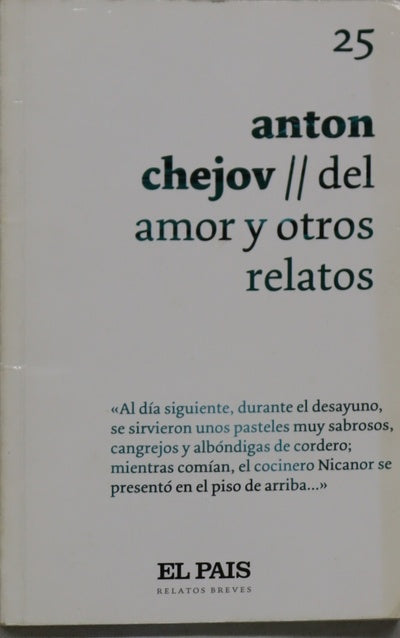 25
anton
chejov // del
amor y otros
relatos
«Al día siguiente, durante el desayuno,
se sirvieron unos pasteles muy sabrosos,
cangrejos y albóndigas de cordero;
mientras comían, el cocinero Nicanor se
presentó en el piso de arriba...»
EL PAIS
RELATOS BREVES